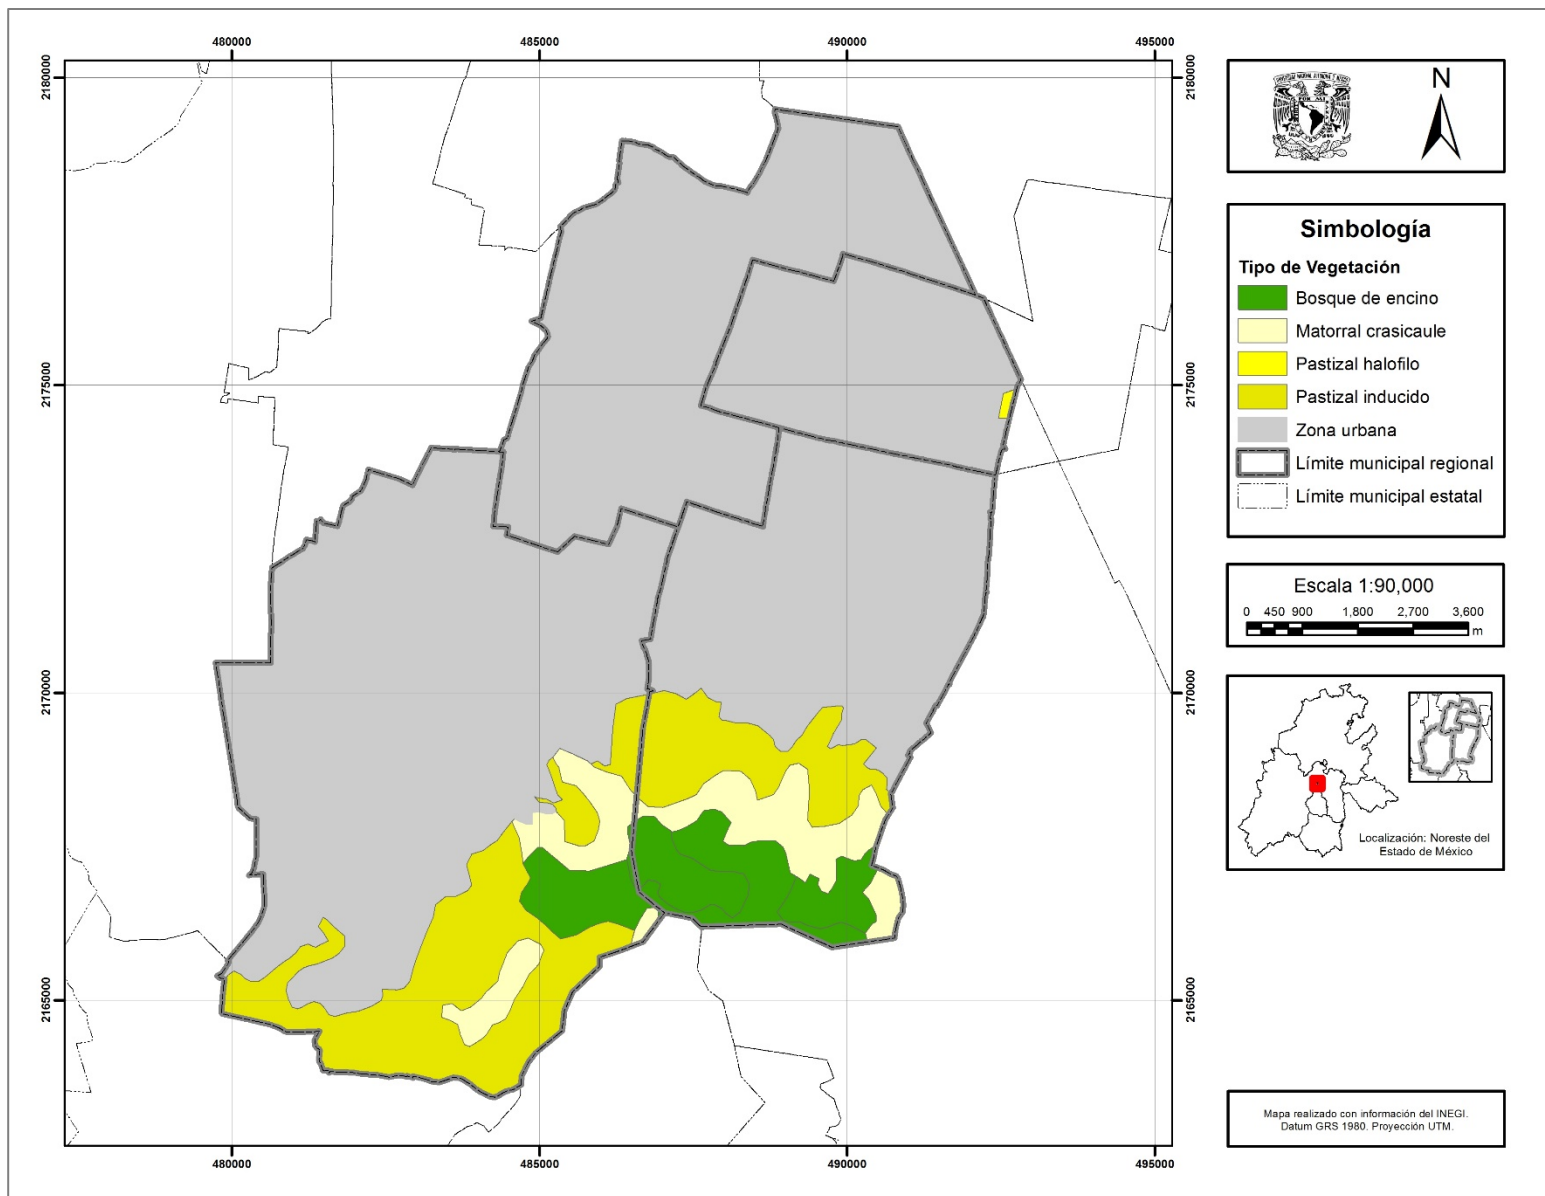 480000
485000
490000
495000
2180000
2180000
2175000
2175000
2170000
2170000
2165000
2165000
480000
485000
490000
495000
N
Simbología
Tipo de Vegetación
Bosque de encino
Matorral crasicaule
Pastizal halofilo
Pastizal inducido
Zona urbana
Límite municipal regional
Límite municipal estatal
Escala 1:90,000
0 450 900 1,800 2,700 3,600
m
Localización: Noreste del
Estado de México
Mapa realizado con información del INEGI.
Datum GRS 1980. Proyección UTM.